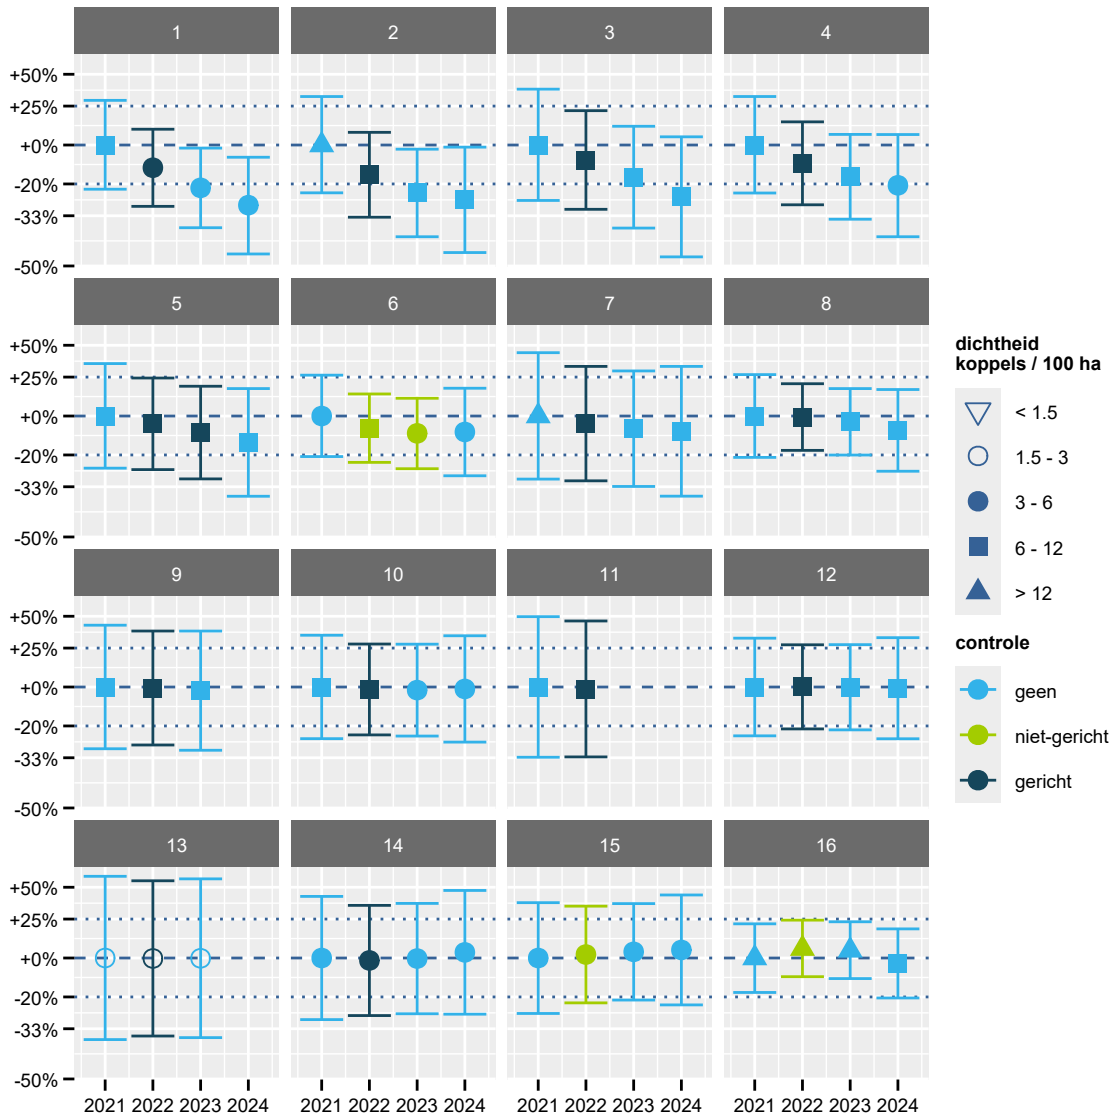 1 2 3 4
+50%
+25%
+0%
-20%
-33%
-50%
5 6 7 8
+50%
+25%
+0%
-20%
-33%
-50%
9 10 11 12
+50%
+25%
+0%
-20%
-33%
-50%
13 14 15 16
+50%
+25%
+0%
-20%
-33%
-50%
2021 2022 2023 2024 2021 2022 2023 2024 2021 2022 2023 2024 2021 2022 2023 2024
dichtheid
koppels / 100 ha
< 1.5
1.5 - 3
3 - 6
6 - 12
> 12
controle
geen
niet-gericht
gericht